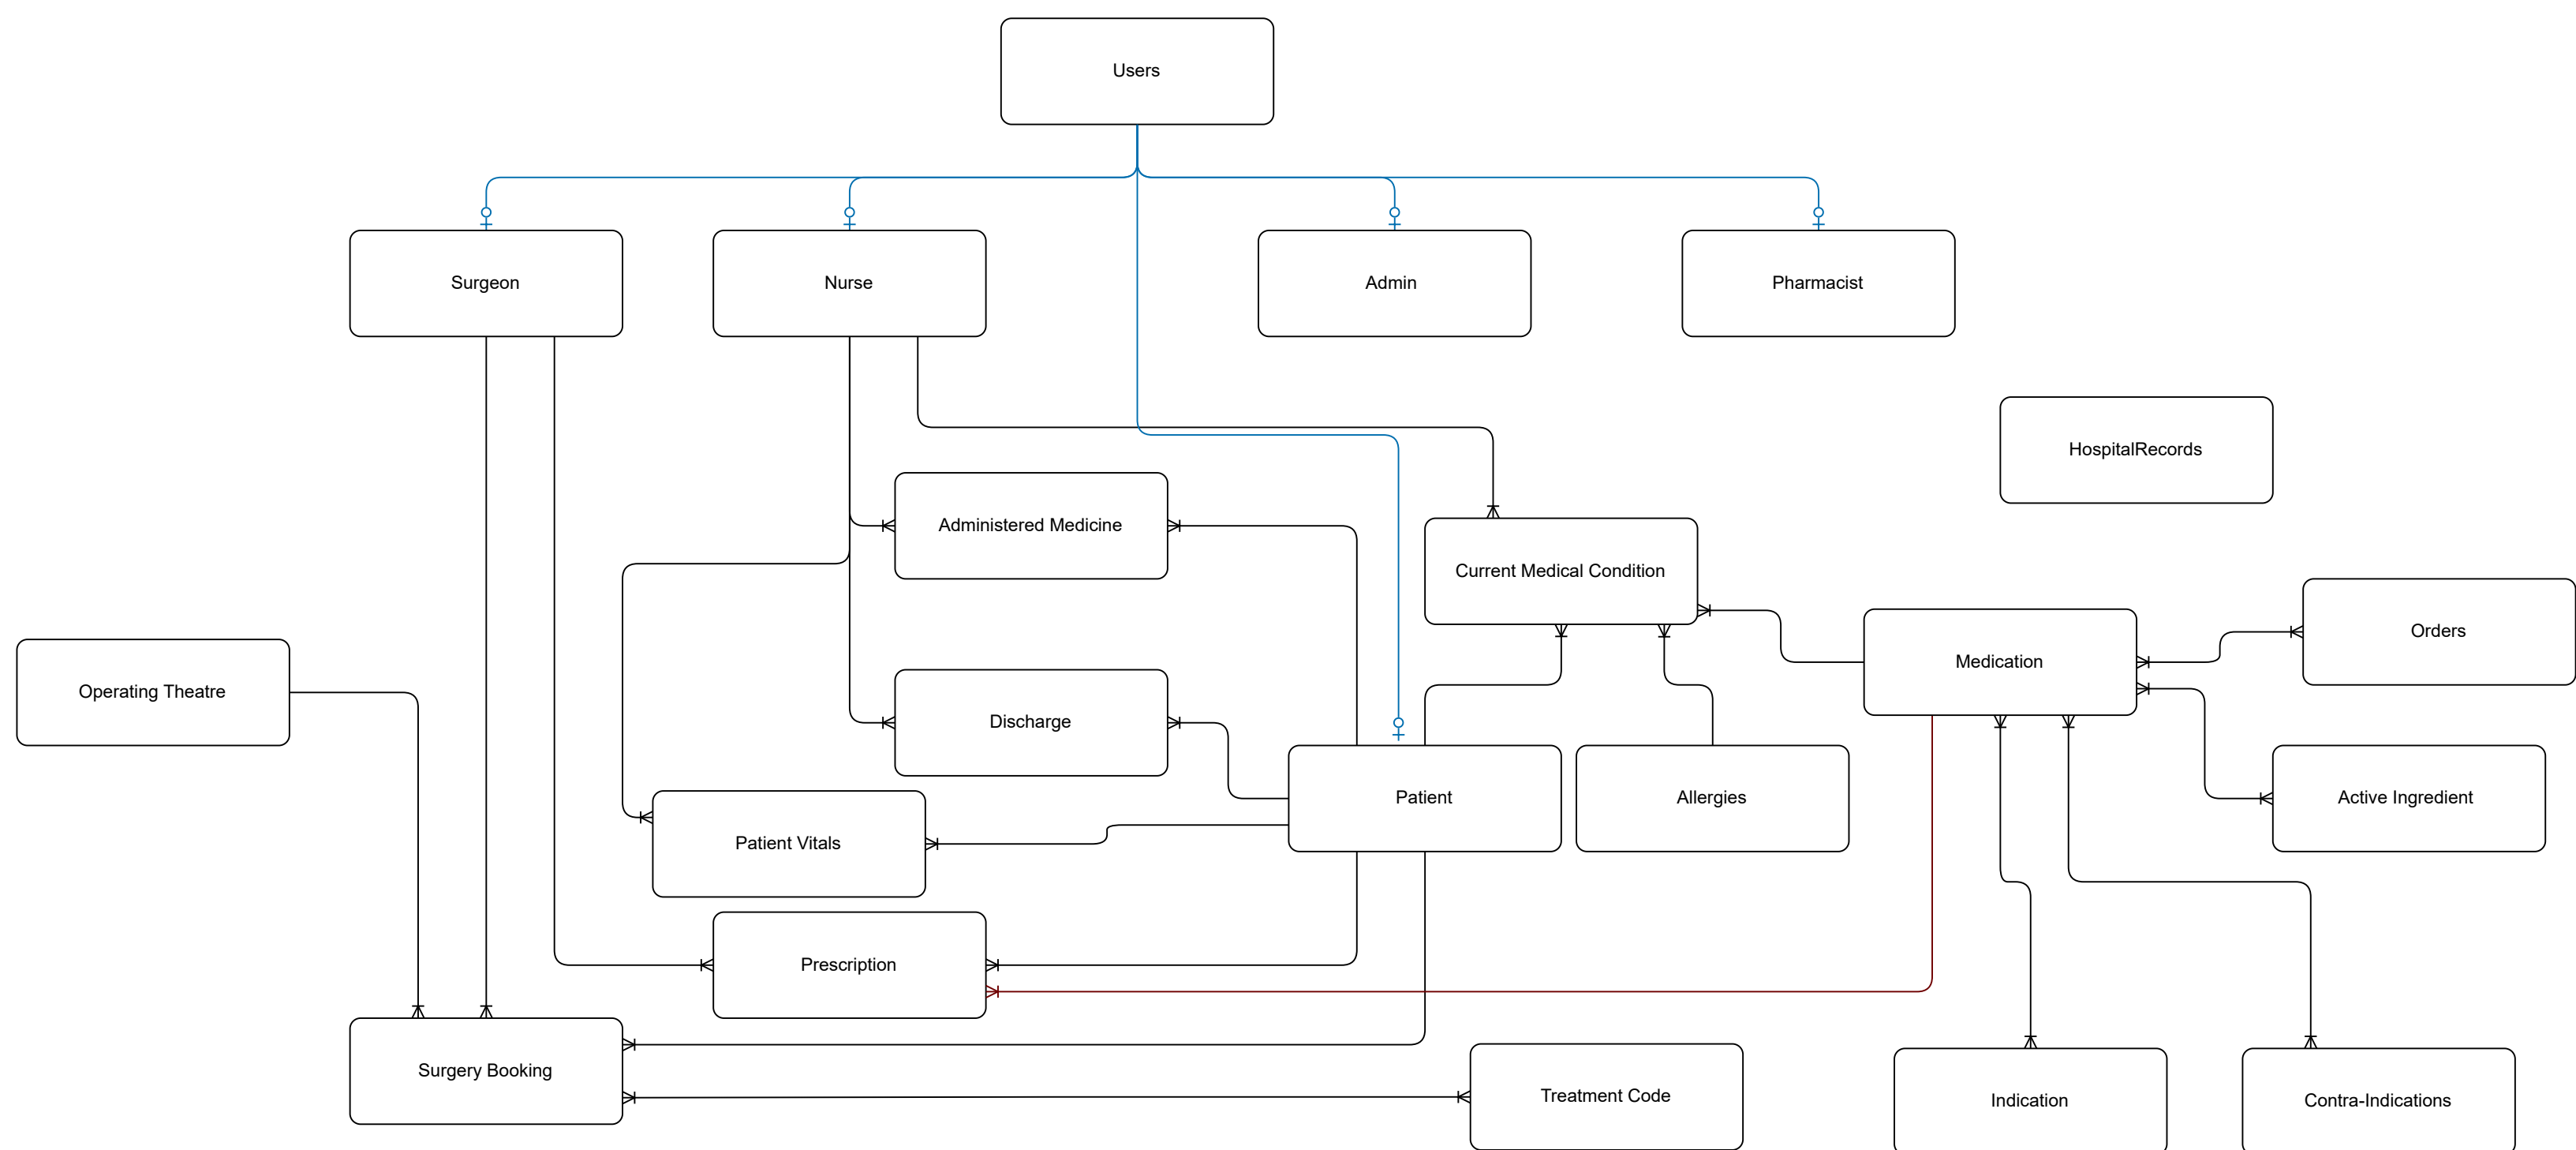 Users
Surgeon
Nurse
Admin
Pharmacist
HospitalRecords
Administered Medicine
Current Medical Condition
Orders
Medication
Operating Theatre
Discharge
Patient
Allergies
Active Ingredient
Patient Vitals
Prescription
Surgery Booking
Treatment Code
Indication
Contra-Indications